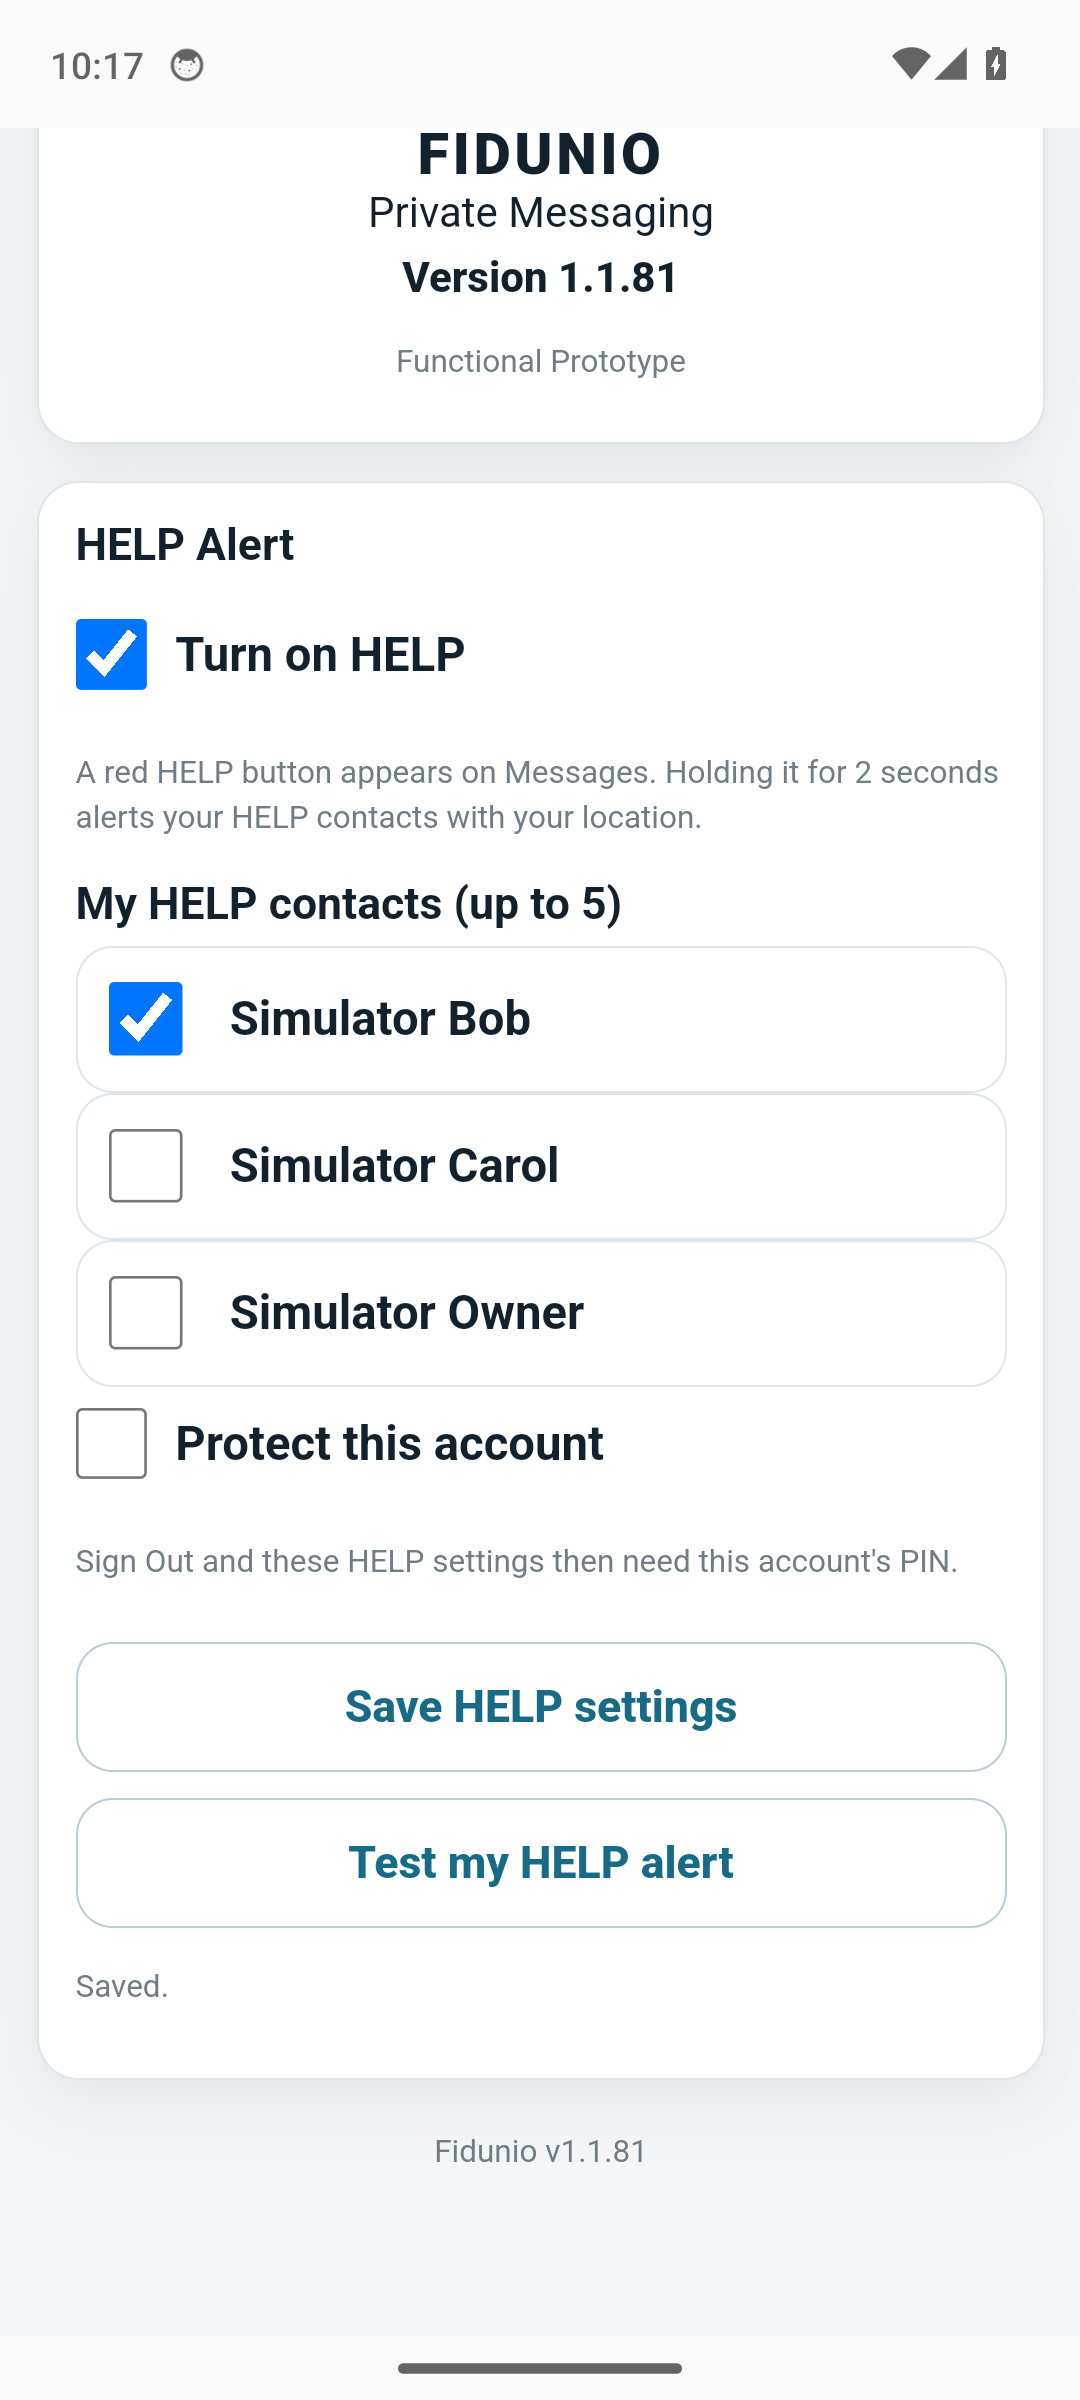 10:17
FIDUNIO
Private Messaging
Version 1.1.81
Functional Prototype
HELP Alert
Turn on HELP
A red HELP button appears on Messages. Holding it for 2 seconds
alerts your HELP contacts with your location.
My HELP contacts (up to 5)
Simulator Bob
Simulator Carol
Simulator Owner
Protect this account
Sign Out and these HELP settings then need this account's PIN.
Save HELP settings
Test my HELP alert
Saved.
Fidunio v1.1.81